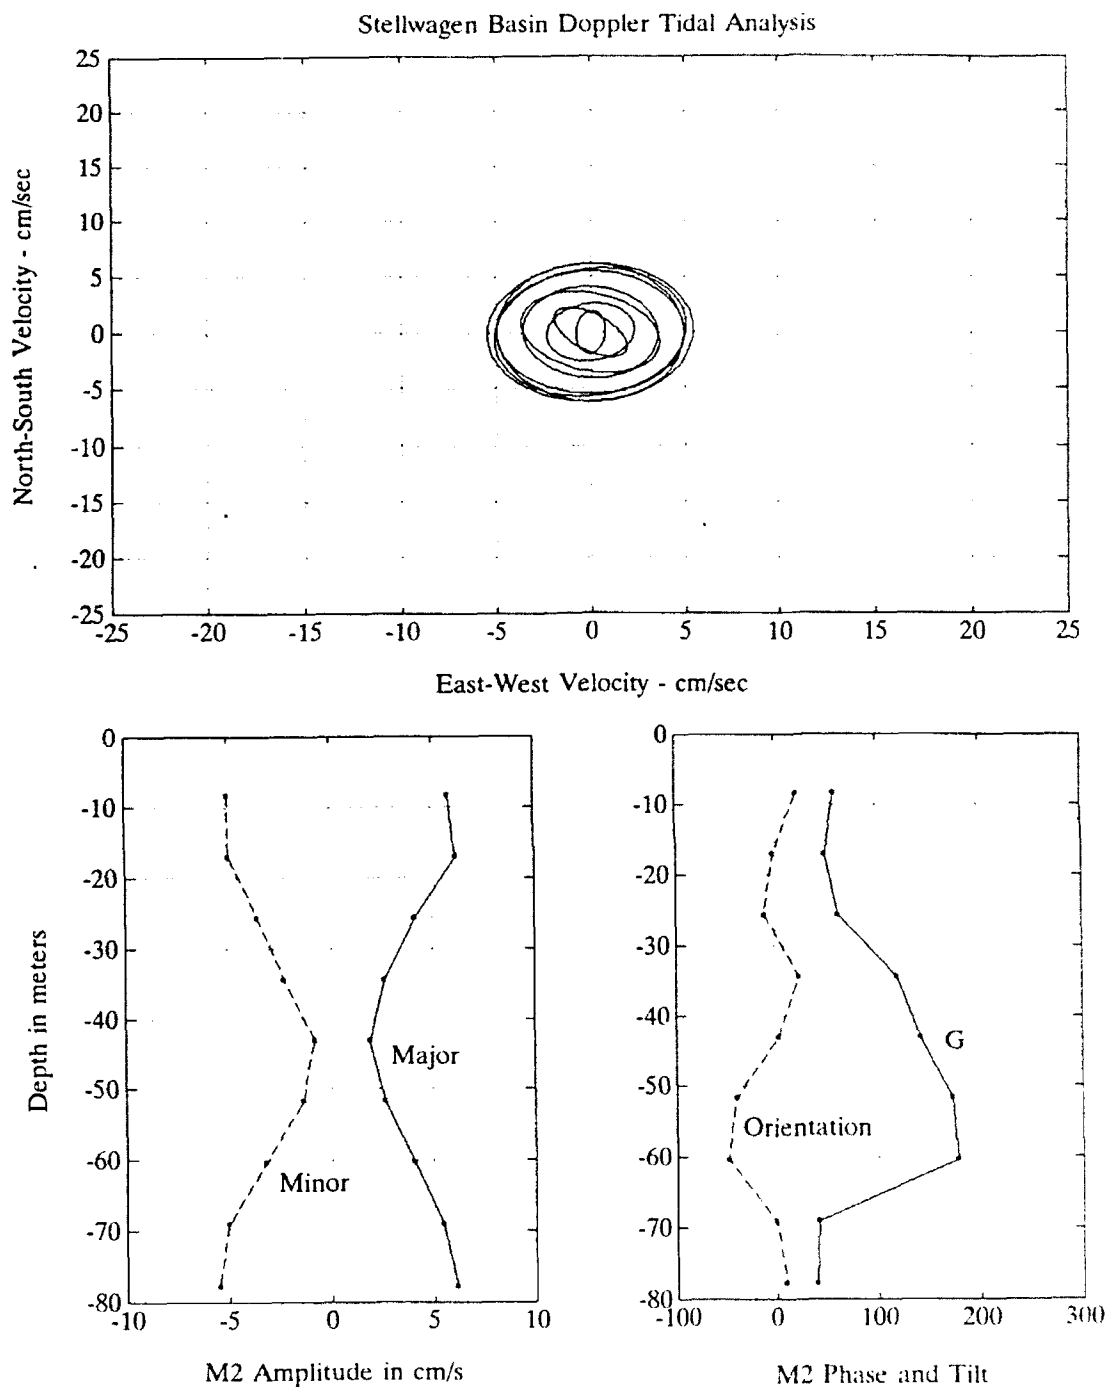 Stellwagen Basin Doppler Tidal Analysis
North-South Velocity - cm/sec
25
20
15
10
5
0
-5
-10
-15
-20
-25
-25 -20 -15 -10 -5 0 5 10 15 20 25
East-West Velocity - cm/sec
Depth in meters
0
-10
-20
-30
-40
-50
-60
-70
-80
Major
Minor
-10 -5 0 5 10
M2 Amplitude in cm/s
0
-10
-20
-30
-40
-50
-60
-70
-80
G
Orientation
-100 0 100 200 300
M2 Phase and Tilt